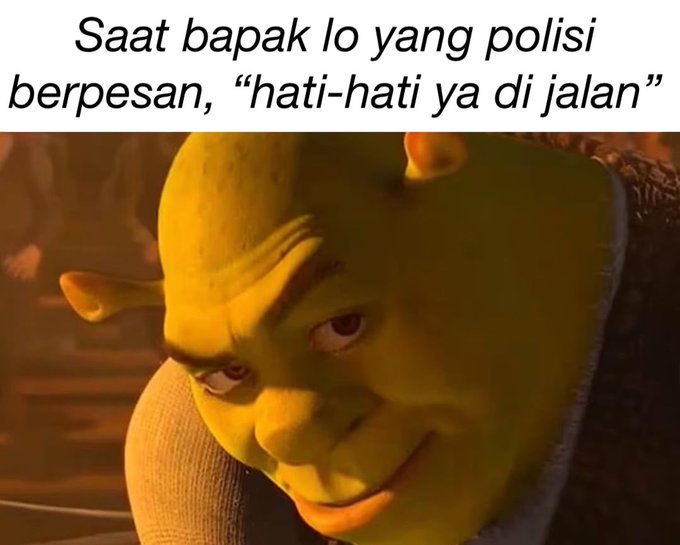 Saat bapak lo yang polisi
berpesan, “hati-hati ya di jalan”